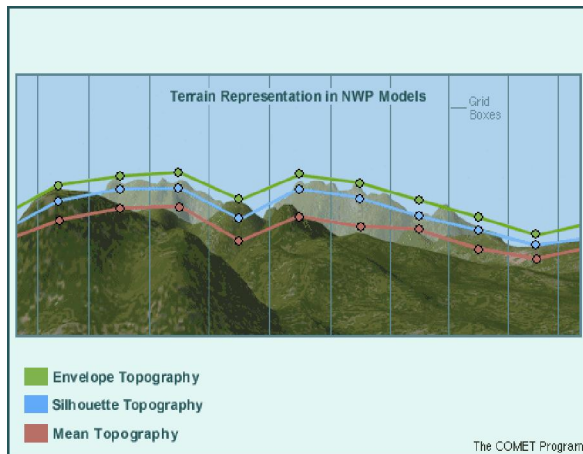 Terrain Representation in NWP Models
Grid
Boxes
Envelope Topography
Silhouette Topography
Mean Topography
The COMET Program